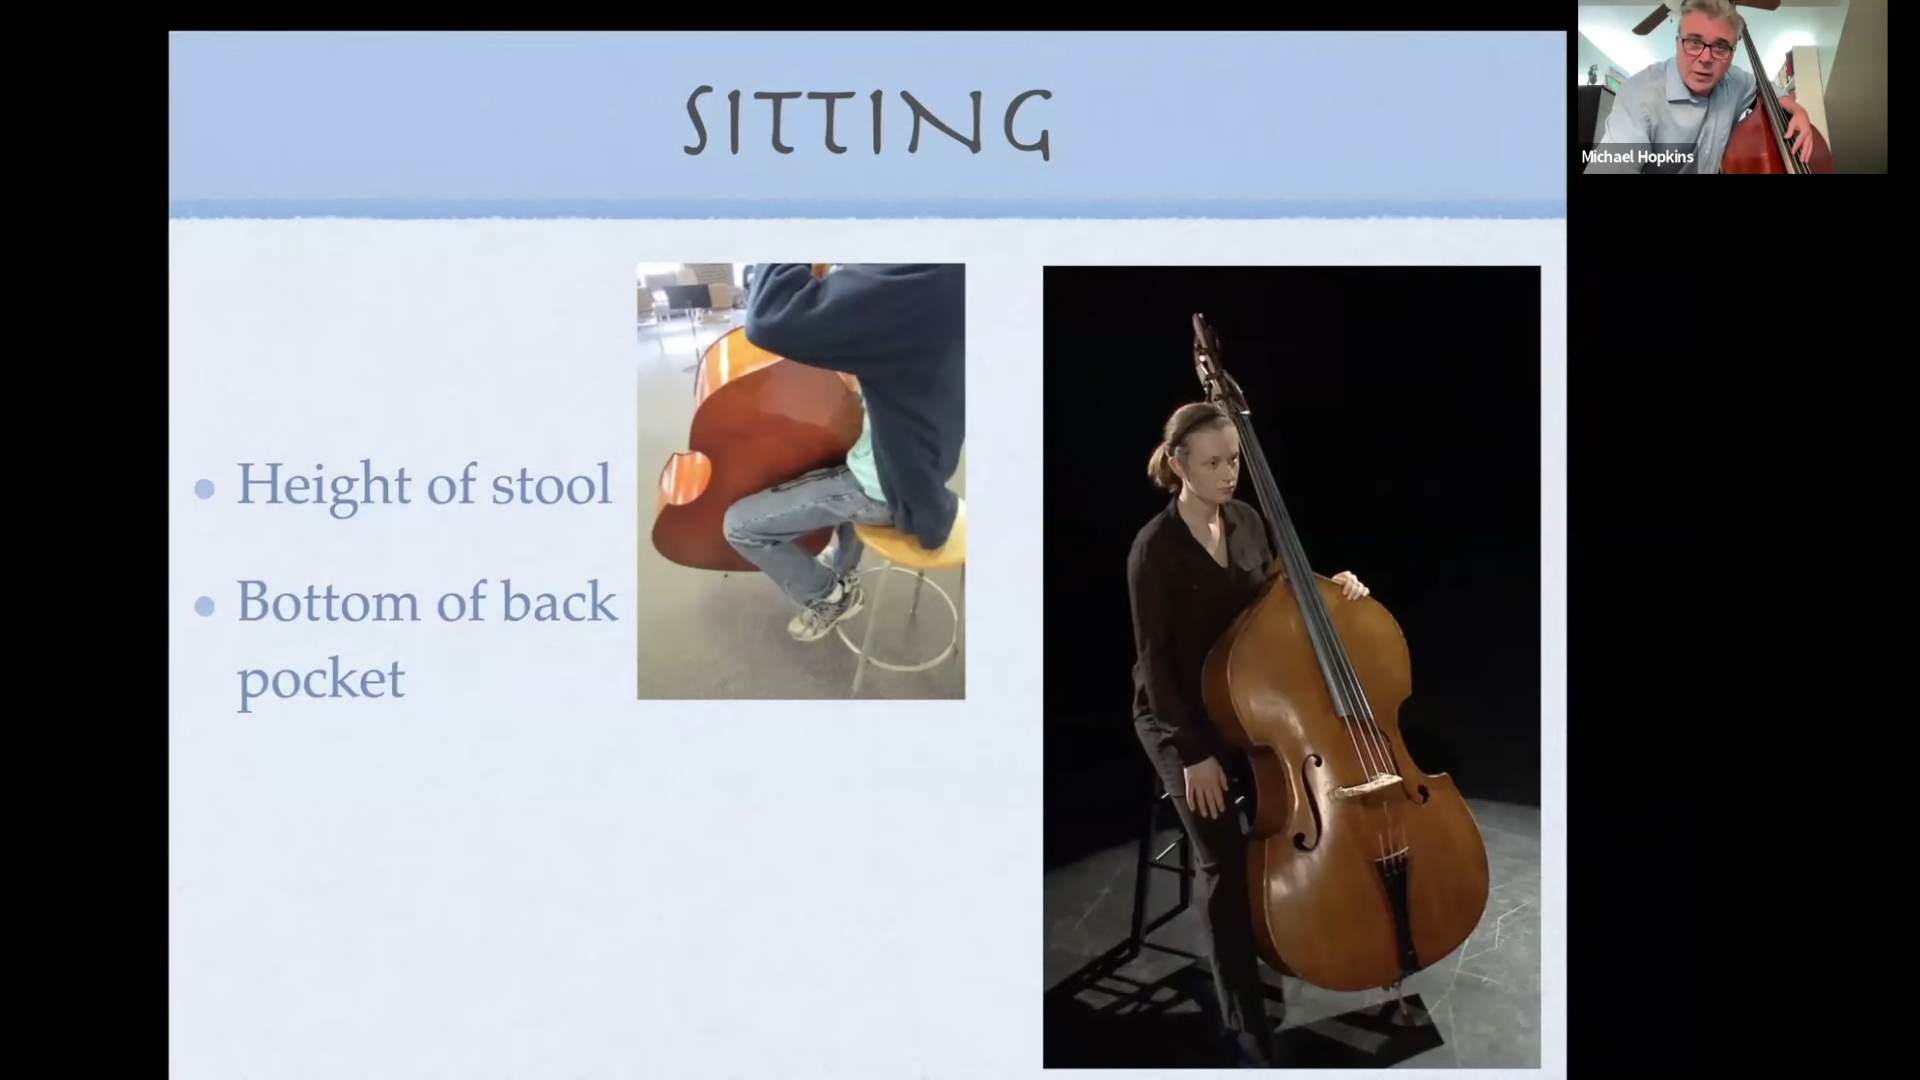 SITTING
Height of stool
Bottom of back
pocket
Michael Hopkins